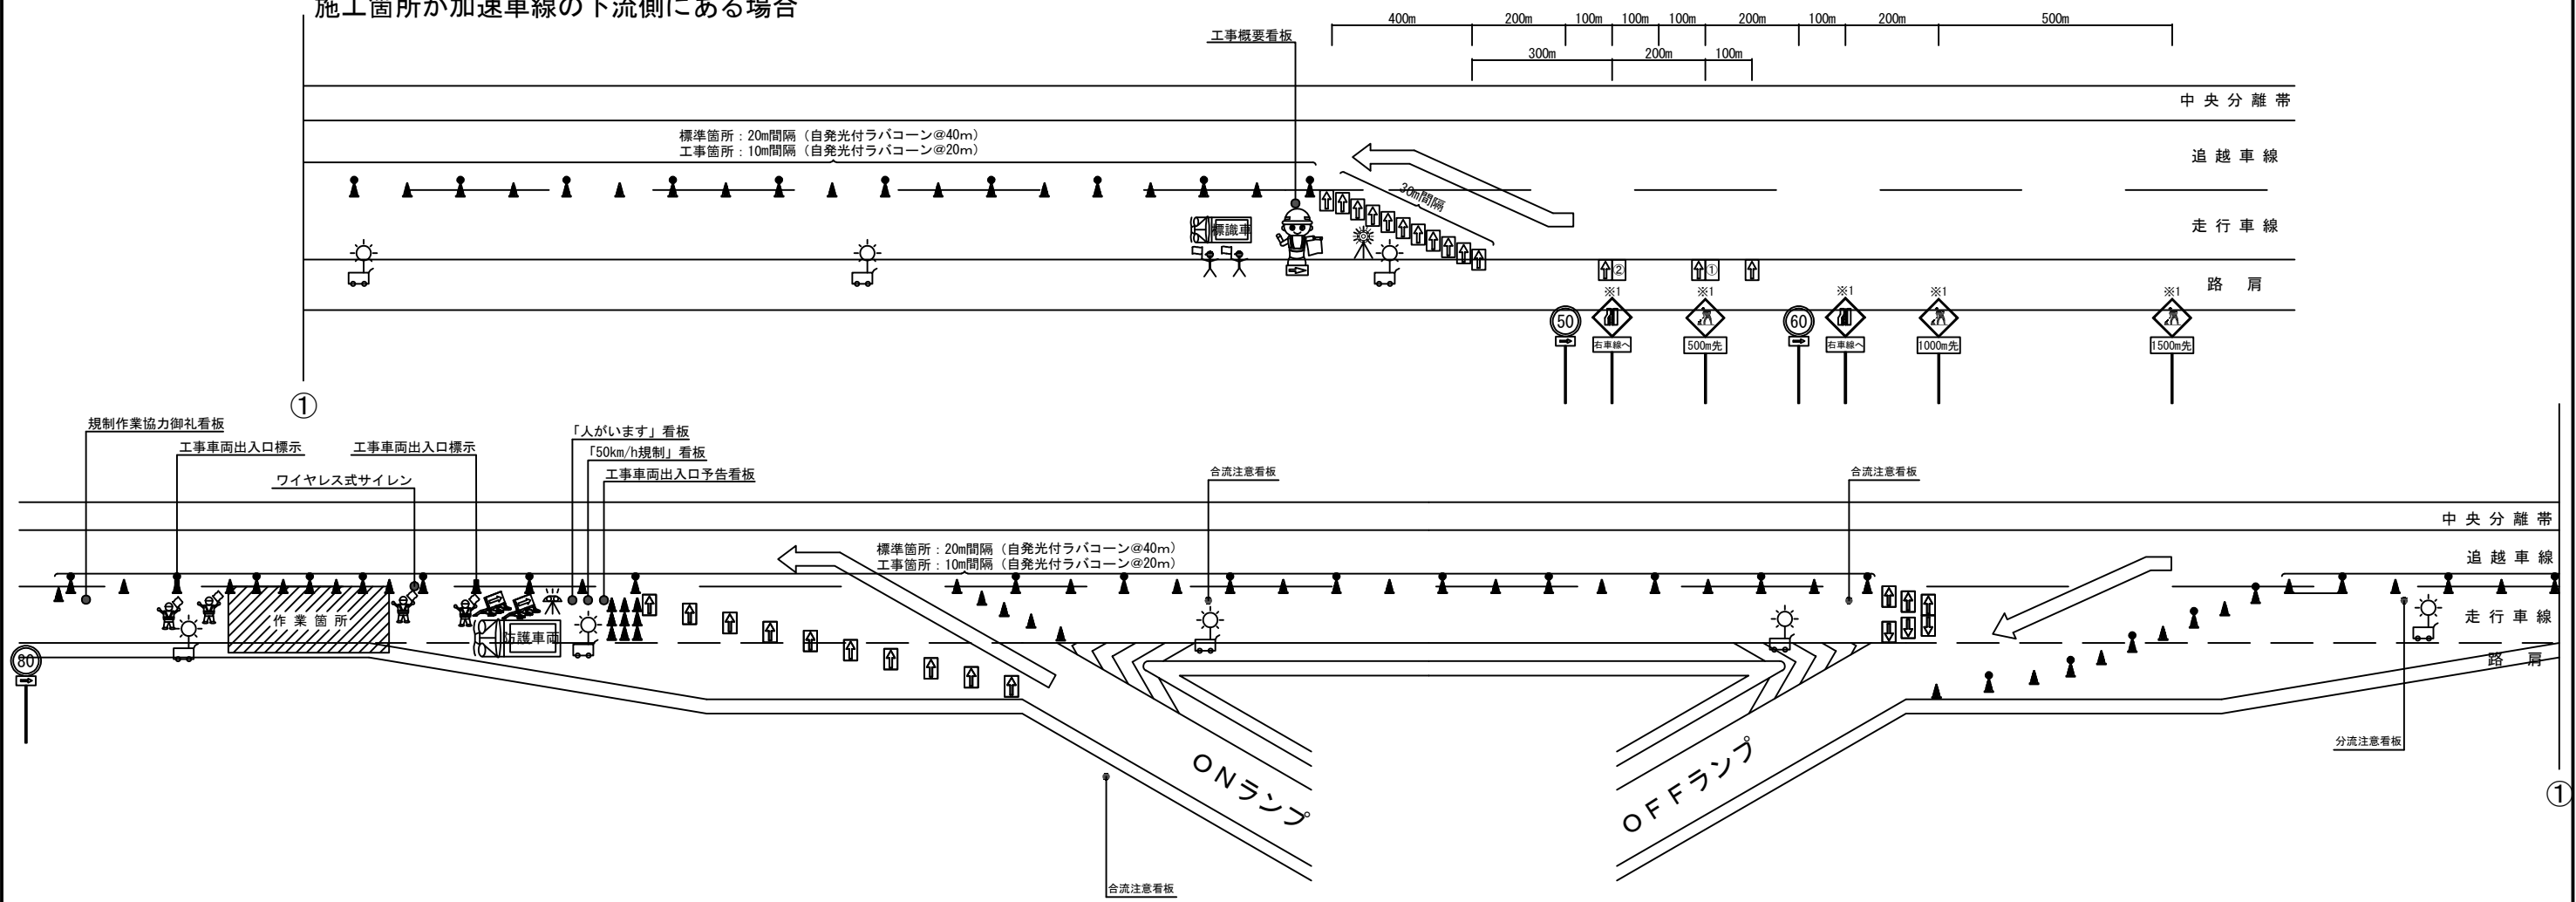 施工箇所が加速車線の下流側にある場合
400m 200m 100m 100m 100m 200m 100m 200m 500m
工事概要看板
300m 200m 100m
中央分離帯
標準箇所：20m間隔（自発光付ラバコーン@40m）
工事箇所：10m間隔（自発光付ラバコーン@20m）
追越車線
30m間隔
標識車
走行車線
② ①
路肩
※1 ※1 ※1 ※1 ※1
50 60
右車線へ 500m先 右車線へ 1000m先 1500m先
①
規制作業協力御礼看板
工事車両出入口標示
工事車両出入口標示
ワイヤレス式サイレン
「人がいます」看板
「50km/h規制」看板
工事車両出入口予告看板
合流注意看板
合流注意看板
中央分離帯
標準箇所：20m間隔（自発光付ラバコーン@40m）
工事箇所：10m間隔（自発光付ラバコーン@20m）
追越車線
作業箇所
防護車両
走行車線
80
路肩
分流注意看板
ONランプ
OFFランプ
①
合流注意看板